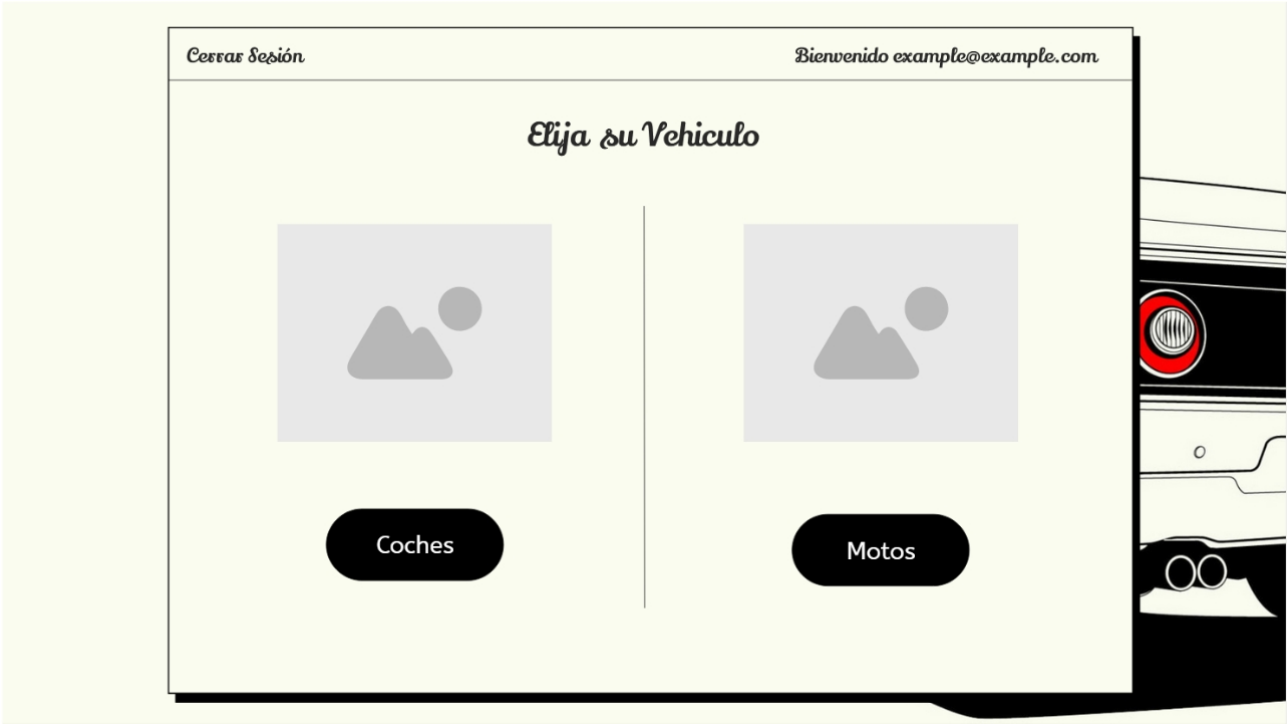 Cerrar Sesión
Bienvenido example@example.com
Elija su Vehiculo
Coches
Motos